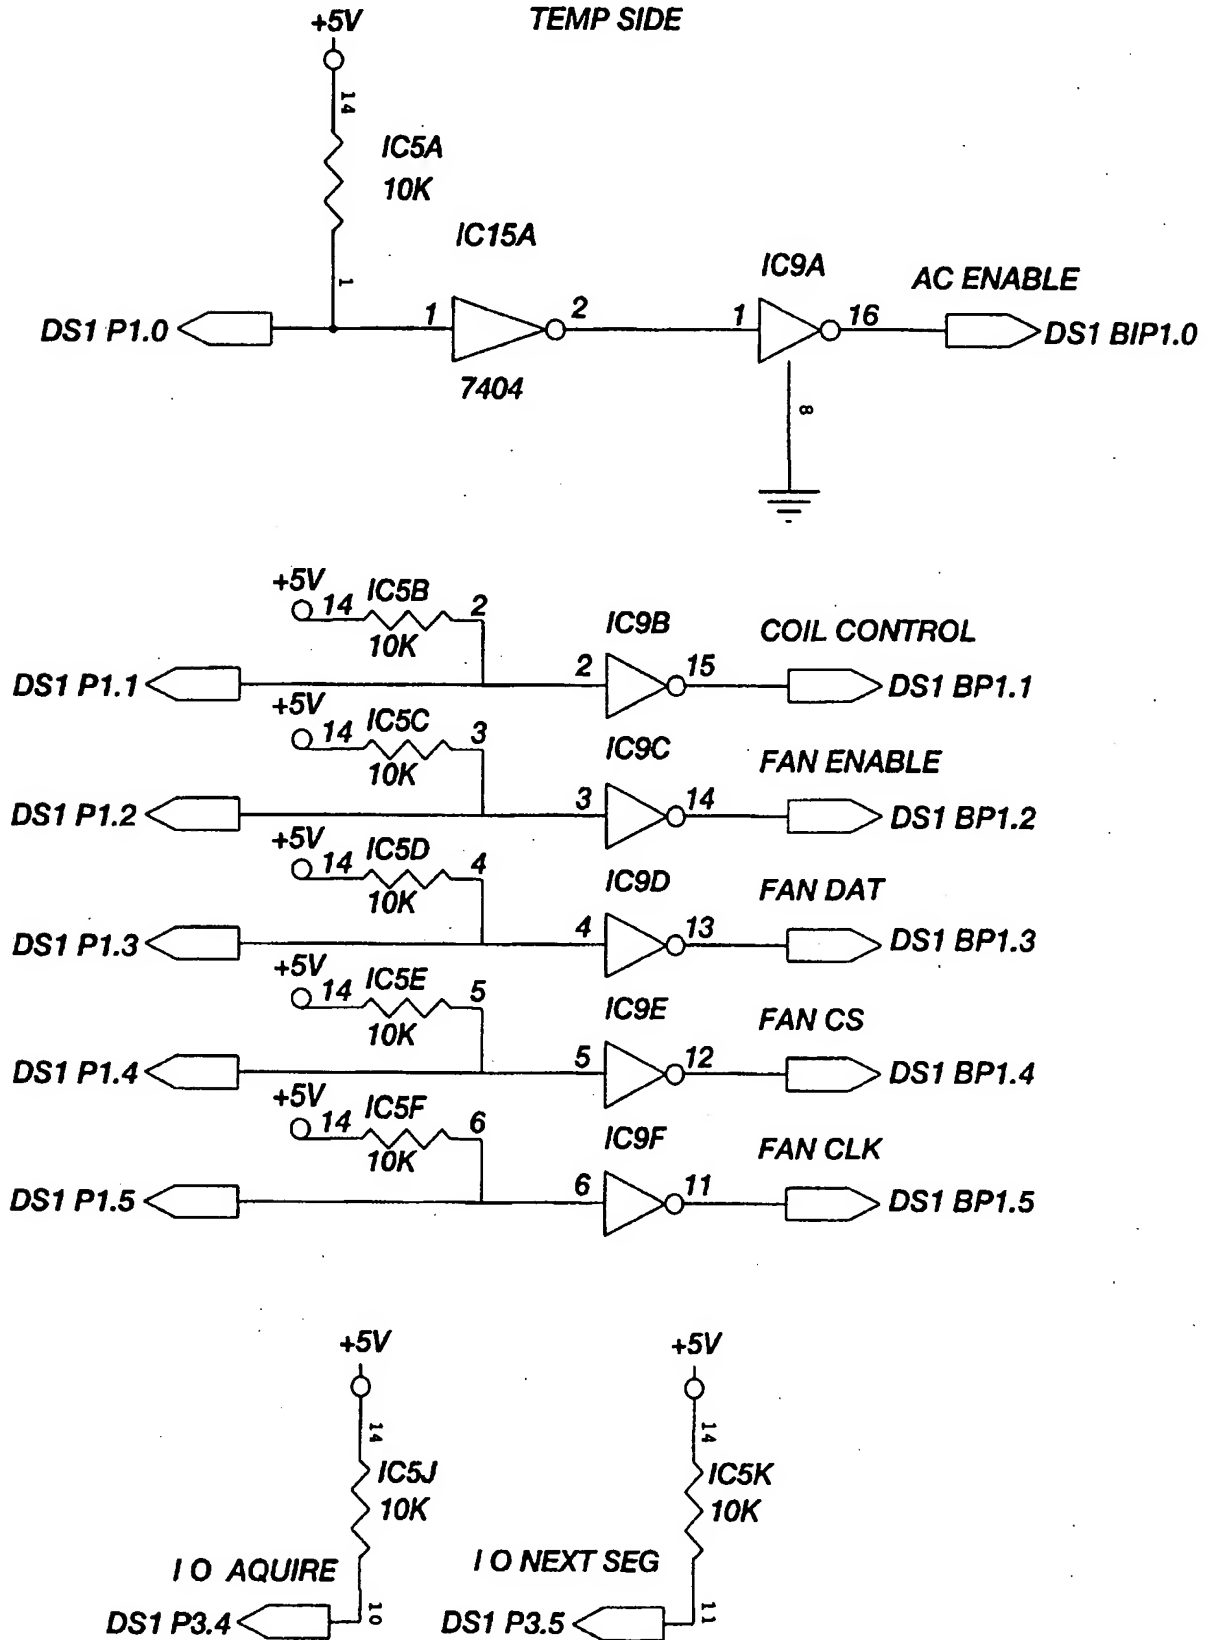 TEMP SIDE
+5V
14
IC5A
10K
1
IC15A
IC9A
AC ENABLE
DS1 P1.0
1
2
1
16
DS1 BIP1.0
7404
8
+5V
14
IC5B
10K
2
IC9B
COIL CONTROL
DS1 P1.1
2
15
DS1 BP1.1
+5V
14
IC5C
10K
3
IC9C
FAN ENABLE
DS1 P1.2
3
14
DS1 BP1.2
+5V
14
IC5D
10K
4
IC9D
FAN DAT
DS1 P1.3
4
13
DS1 BP1.3
+5V
14
IC5E
10K
5
IC9E
FAN CS
DS1 P1.4
5
12
DS1 BP1.4
+5V
14
IC5F
10K
6
IC9F
FAN CLK
DS1 P1.5
6
11
DS1 BP1.5
+5V
14
IC5J
10K
I O AQUIRE
DS1 P3.4
10
+5V
14
IC5K
10K
I O NEXT SEG
DS1 P3.5
11